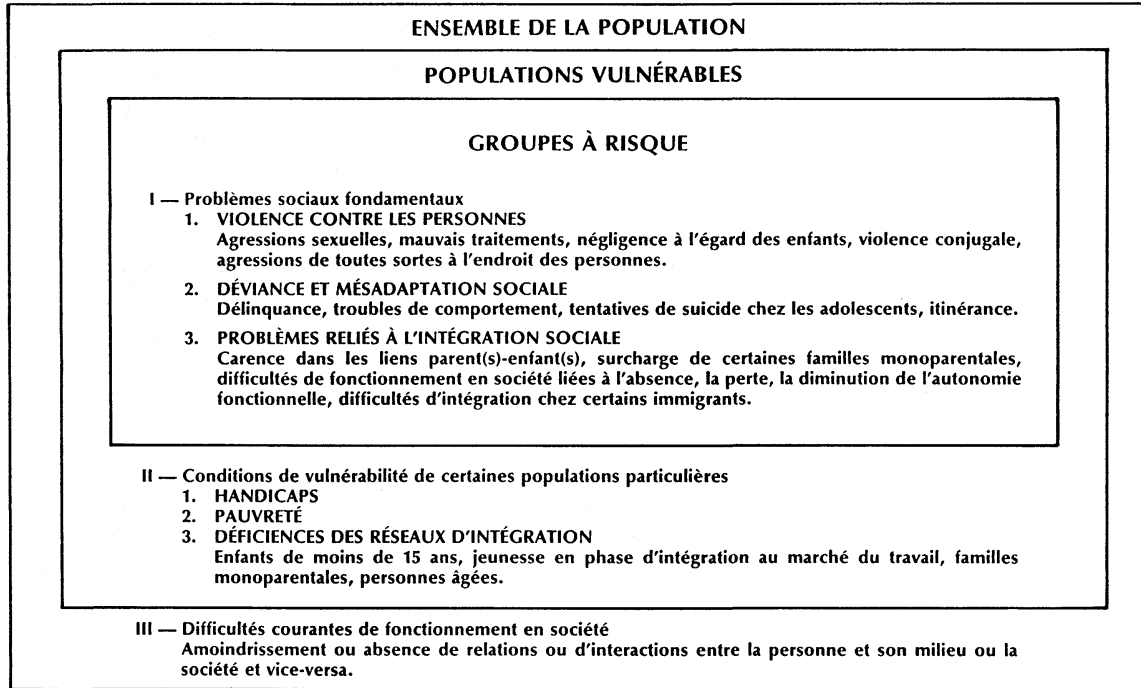 ENSEMBLE DE LA POPULATION
POPULATIONS VULNÉRABLES
GROUPES À RISQUE
I — Problèmes sociaux fondamentaux
1. VIOLENCE CONTRE LES PERSONNES
Agressions sexuelles, mauvais traitements, négligence à l'égard des enfants, violence conjugale,
agressions de toutes sortes à l'endroit des personnes.
2. DÉVIANCE ET MÉSADAPTATION SOCIALE
Délinquance, troubles de comportement, tentatives de suicide chez les adolescents, itinérance.
3. PROBLÈMES RELIÉS À L'INTÉGRATION SOCIALE
Carence dans les liens parent(s)-enfant(s), surcharge de certaines familles monoparentales,
difficultés de fonctionnement en société liées à l'absence, la perte, la diminution de l'autonomie
fonctionnelle, difficultés d'intégration chez certains immigrants.
II — Conditions de vulnérabilité de certaines populations particulières
1. HANDICAPS
2. PAUVRETÉ
3. DÉFICIENCES DES RÉSEAUX D'INTÉGRATION
Enfants de moins de 15 ans, jeunesse en phase d'intégration au marché du travail, familles
monoparentales, personnes âgées.
III — Difficultés courantes de fonctionnement en société
Amoindrissement ou absence de relations ou d'interactions entre la personne et son milieu ou la
société et vice-versa.